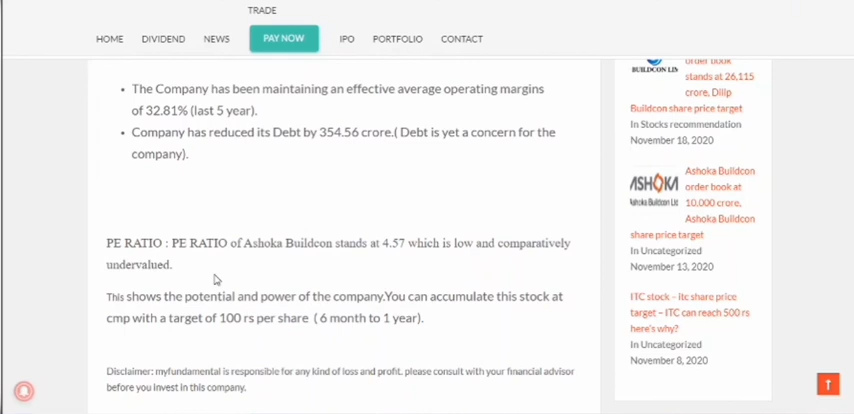 TRADE
HOME DIVIDEND NEWS PAY NOW IPO PORTFOLIO CONTACT
• The Company has been maintaining an effective average operating margins
of 32.81% (last 5 year).
• Company has reduced its Debt by 354.56 crore.( Debt is yet a concern for the
company).
PE RATIO : PE RATIO of Ashoka Buildcon stands at 4.57 which is low and comparatively
undervalued.
This shows the potential and power of the company.You can accumulate this stock at
cmp with a target of 100 rs per share ( 6 month to 1 year).
Disclaimer: myfundamental is responsible for any kind of loss and profit. please consult with your financial advisor
before you invest in this company.
BUILDCON LIM
order book
stands at 26,115
crore, Dilip
Buildcon share price target
In Stocks recommendation
November 18, 2020
ASHOKA
Ashoka Buildcon Ltd
Ashoka Buildcon
order book at
10,000 crore,
Ashoka Buildcon
share price target
In Uncategorized
November 13, 2020
ITC stock – itc share price
target – ITC can reach 500 rs
here's why?
In Uncategorized
November 8, 2020